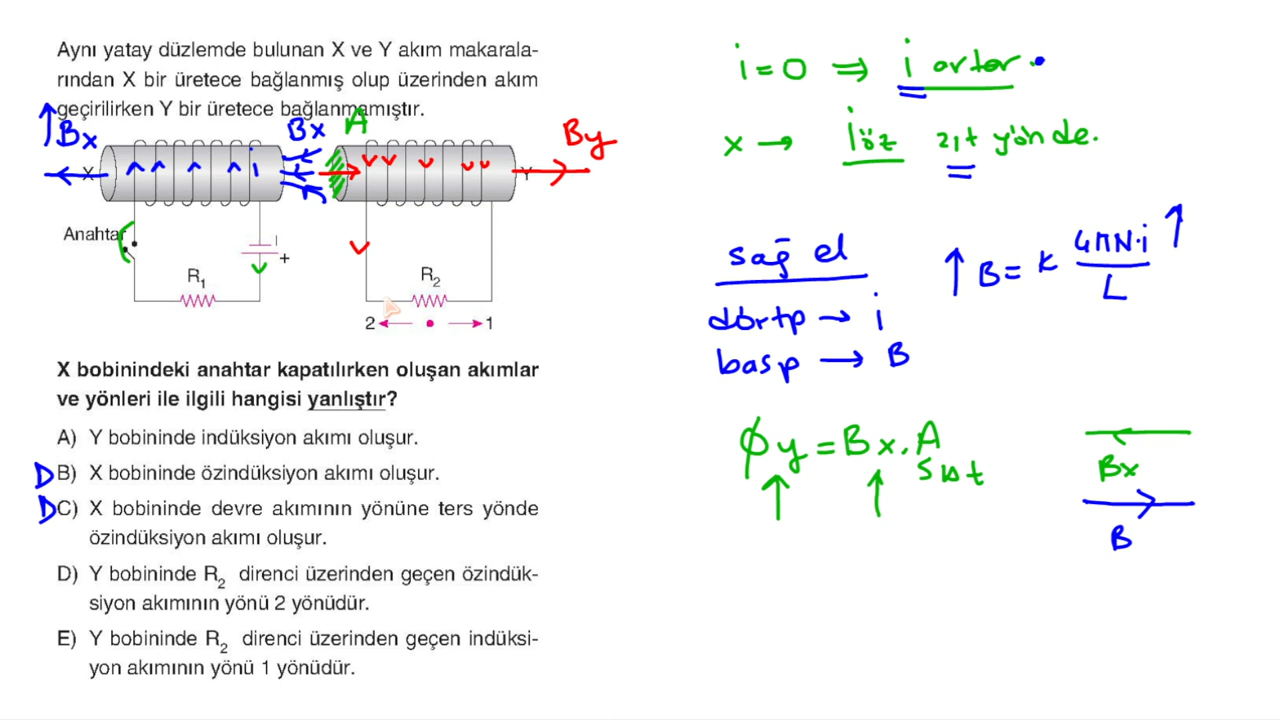 Aynı yatay düzlemde bulunan X ve Y akım makarala-
rından X bir üretece bağlanmış olup üzerinden akım
geçirilirken Y bir üretece bağlanmamıştır.
Bx
Bx
A
By
X
i
Y
Anahtar
+
R1
R2
2
1
X bobinindeki anahtar kapatılırken oluşan akımlar
ve yönleri ile ilgili hangisi yanlıştır?
A) Y bobininde indüksiyon akımı oluşur.
D B) X bobininde özindüksiyon akımı oluşur.
D C) X bobininde devre akımının yönüne ters yönde
özindüksiyon akımı oluşur.
D) Y bobininde R2 direnci üzerinden geçen özindük-
siyon akımının yönü 2 yönüdür.
E) Y bobininde R2 direnci üzerinden geçen indüksi-
yon akımının yönü 1 yönüdür.
i = 0 ⇒ i artar.
x → İöz zıt yönde.
sağ el
dörtp → i
başp → B
↑ B = K 4πN·i / L ↑
ϕy = Bx. A
Sbt
Bx
B